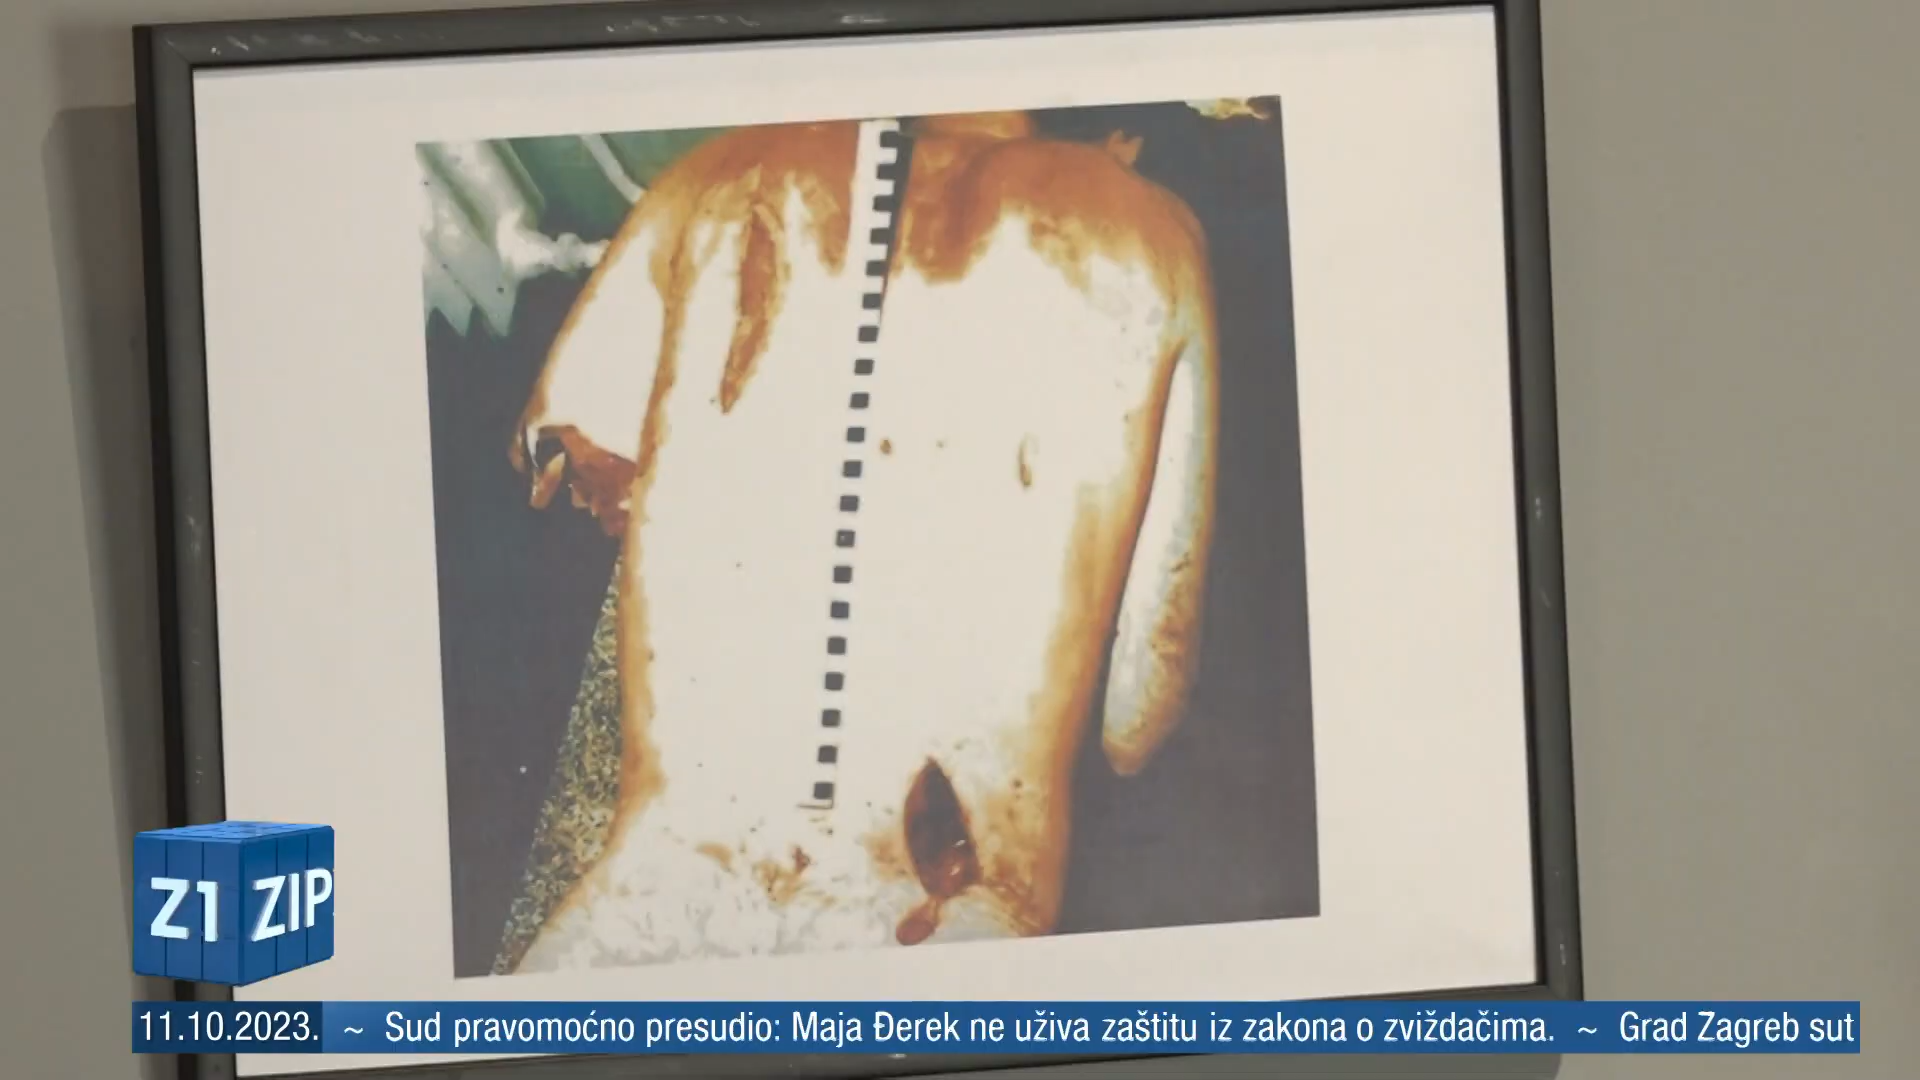 Z1 ZIP
11.10.2023. ~ Sud pravomoćno presudio: Maja Đerek ne uživa zaštitu iz zakona o zviždačima. ~ Grad Zagreb sut